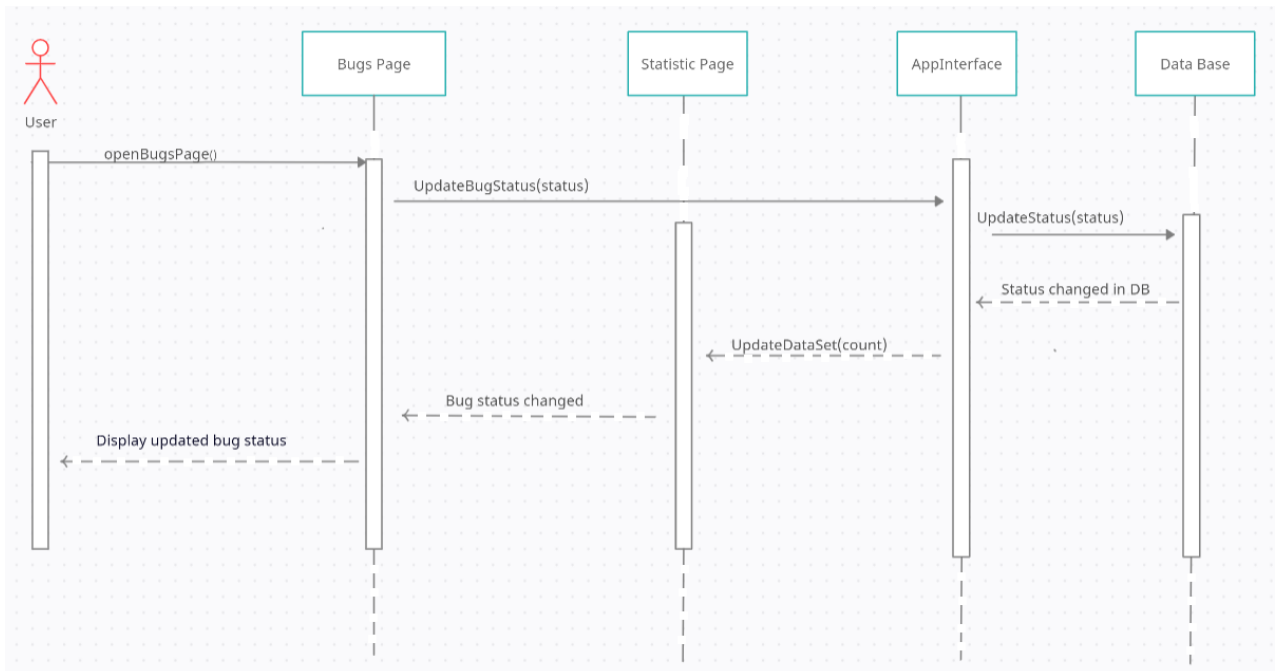 Bugs Page
Statistic Page
AppInterface
Data Base
User
openBugsPage()
UpdateBugStatus(status)
UpdateStatus(status)
Status changed in DB
UpdateDataSet(count)
Bug status changed
Display updated bug status